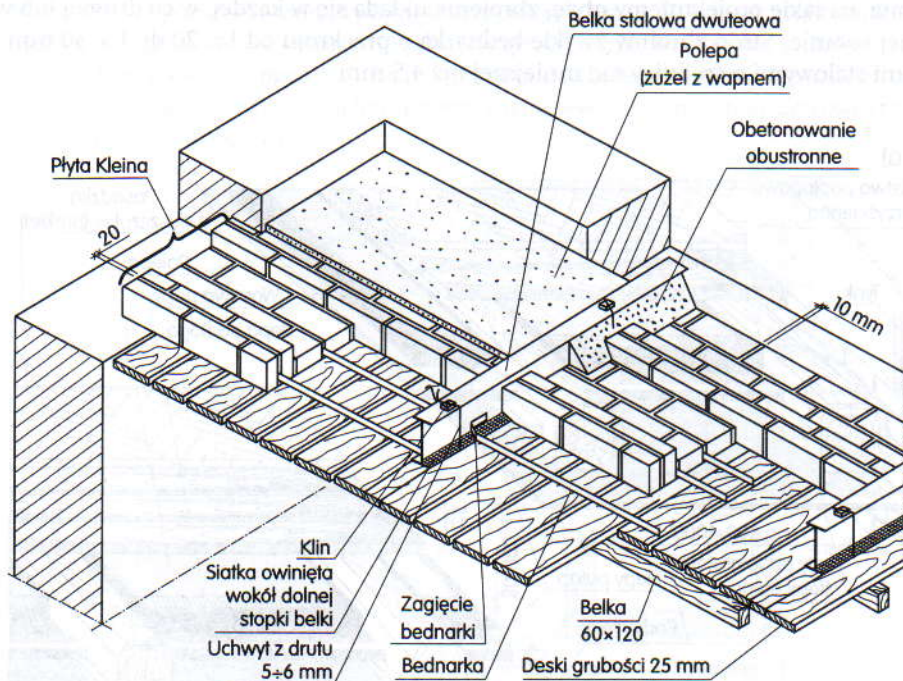 Belka stalowa dwuteowa
Polepa
(żużel z wapnem)
Obetonowanie
obustronne
Płyta Kleina
20
10 mm
Klin
Siatka owinięta
wokół dolnej
stopki belki
Uchwyt z drutu
5÷6 mm
Zagięcie
bednarki
Bednarka
Belka
60×120
Deski grubości 25 mm